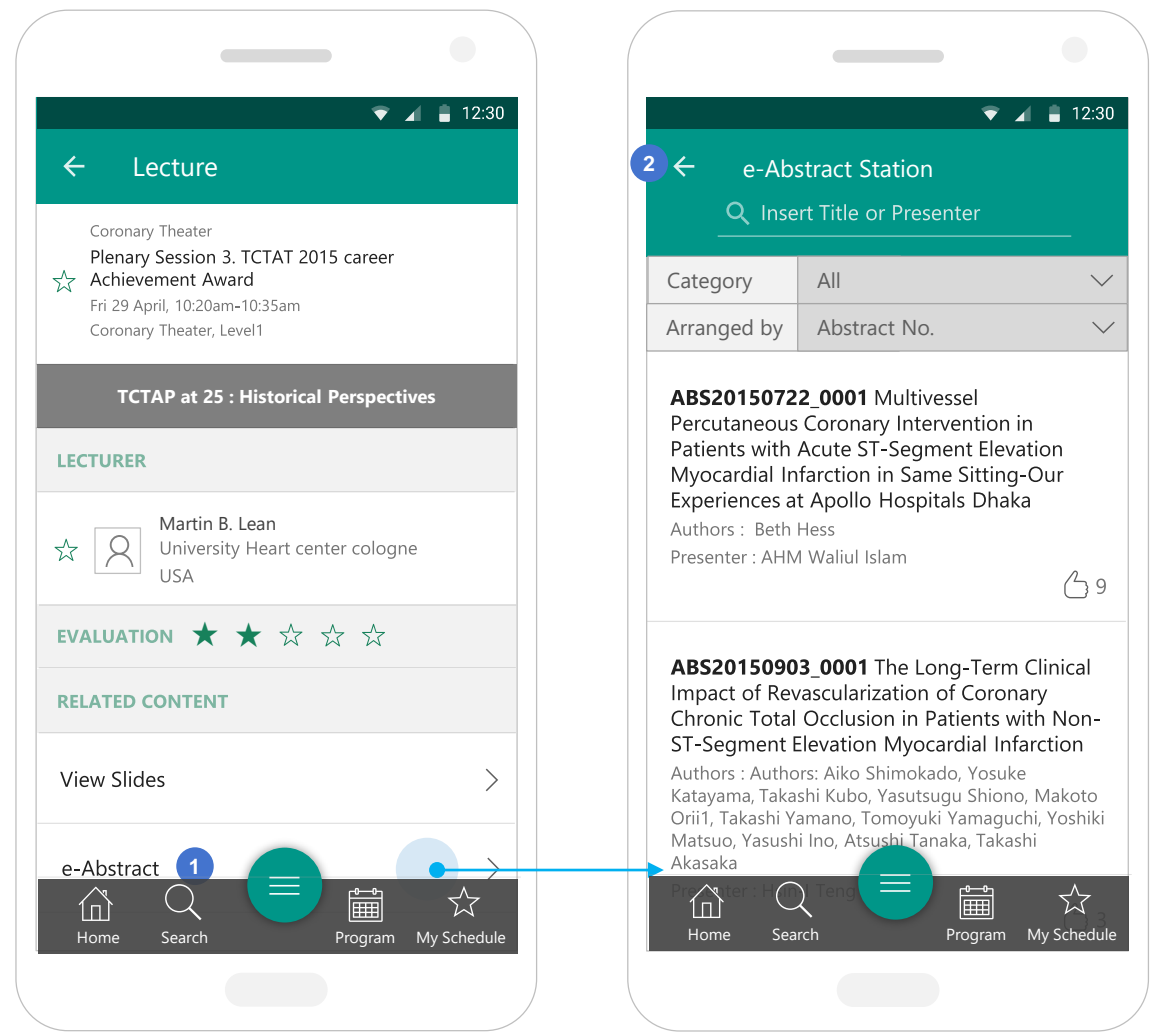 12:30
Lecture
Coronary Theater
Plenary Session 3. TCTAT 2015 career
Achievement Award
Fri 29 April, 10:20am-10:35am
Coronary Theater, Level1
TCTAP at 25 : Historical Perspectives
LECTURER
Martin B. Lean
University Heart center cologne
USA
EVALUATION
RELATED CONTENT
View Slides
e-Abstract 1
Home Search Program My Schedule
12:30
2 e-Abstract Station
Insert Title or Presenter
Category All
Arranged by Abstract No.
ABS20150722_0001 Multivessel
Percutaneous Coronary Intervention in
Patients with Acute ST-Segment Elevation
Myocardial Infarction in Same Sitting-Our
Experiences at Apollo Hospitals Dhaka
Authors : Beth Hess
Presenter : AHM Waliul Islam
9
ABS20150903_0001 The Long-Term Clinical
Impact of Revascularization of Coronary
Chronic Total Occlusion in Patients with Non-
ST-Segment Elevation Myocardial Infarction
Authors : Authors: Aiko Shimokado, Yosuke
Katayama, Takashi Kubo, Yasutsugu Shiono, Makoto
Orii1, Takashi Yamano, Tomoyuki Yamaguchi, Yoshiki
Matsuo, Yasushi Ino, Atsushi Tanaka, Takashi
Akasaka
3
Home Search Program My Schedule